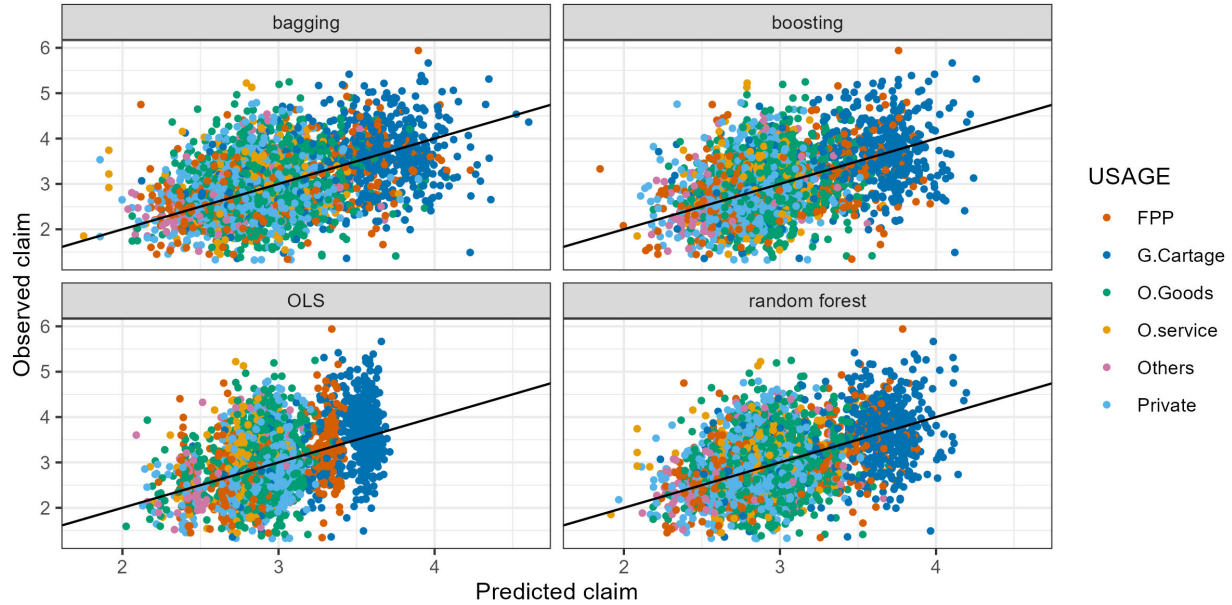 bagging
boosting
6
5
4
3
2
OLS
random forest
6
5
4
3
2
2
3
4
2
3
4
Predicted claim
Observed claim
USAGE
FPP
G.Cartage
O.Goods
O.service
Others
Private